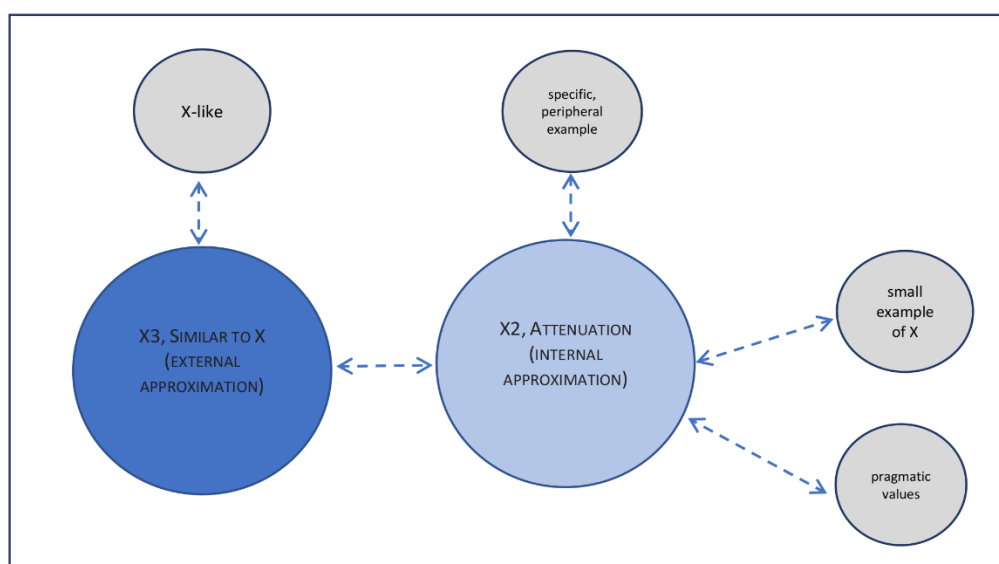 X-like
specific,
peripheral
example
X3, SIMILAR TO X
(EXTERNAL
APPROXIMATION)
X2, ATTENUATION
(INTERNAL
APPROXIMATION)
small
example
of X
pragmatic
values